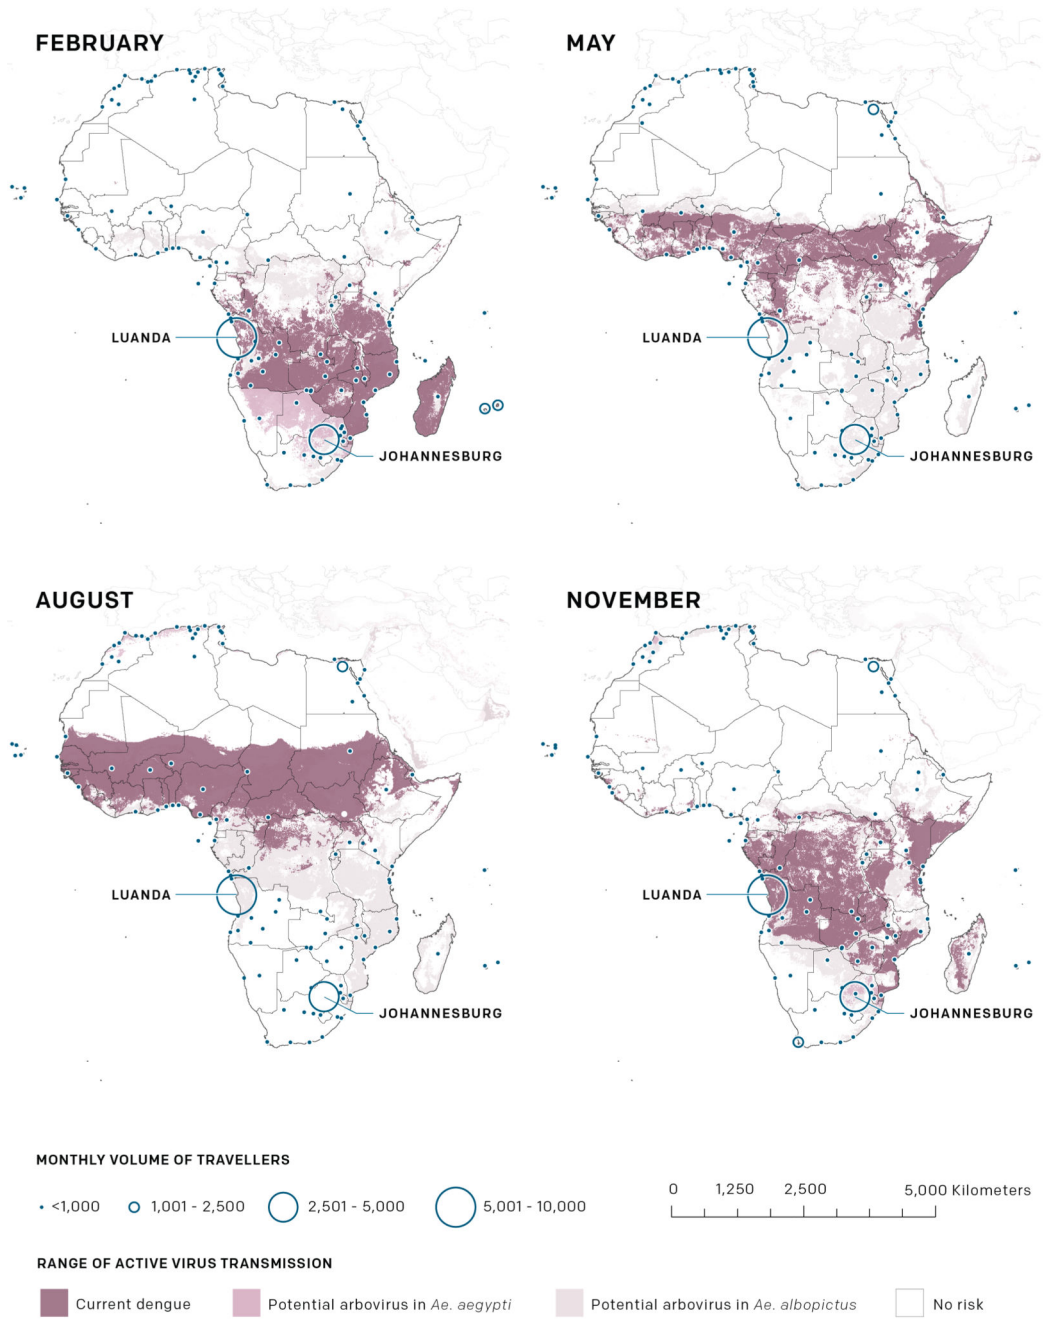 FEBRUARY
MAY
LUANDA
LUANDA
JOHANNESBURG
JOHANNESBURG
AUGUST
NOVEMBER
LUANDA
LUANDA
JOHANNESBURG
JOHANNESBURG
MONTHLY VOLUME OF TRAVELLERS
<1,000
1,001 - 2,500
2,501 - 5,000
5,001 - 10,000
0 1,250 2,500 5,000 Kilometers
RANGE OF ACTIVE VIRUS TRANSMISSION
Current dengue
Potential arbovirus in Ae. aegypti
Potential arbovirus in Ae. albopictus
No risk